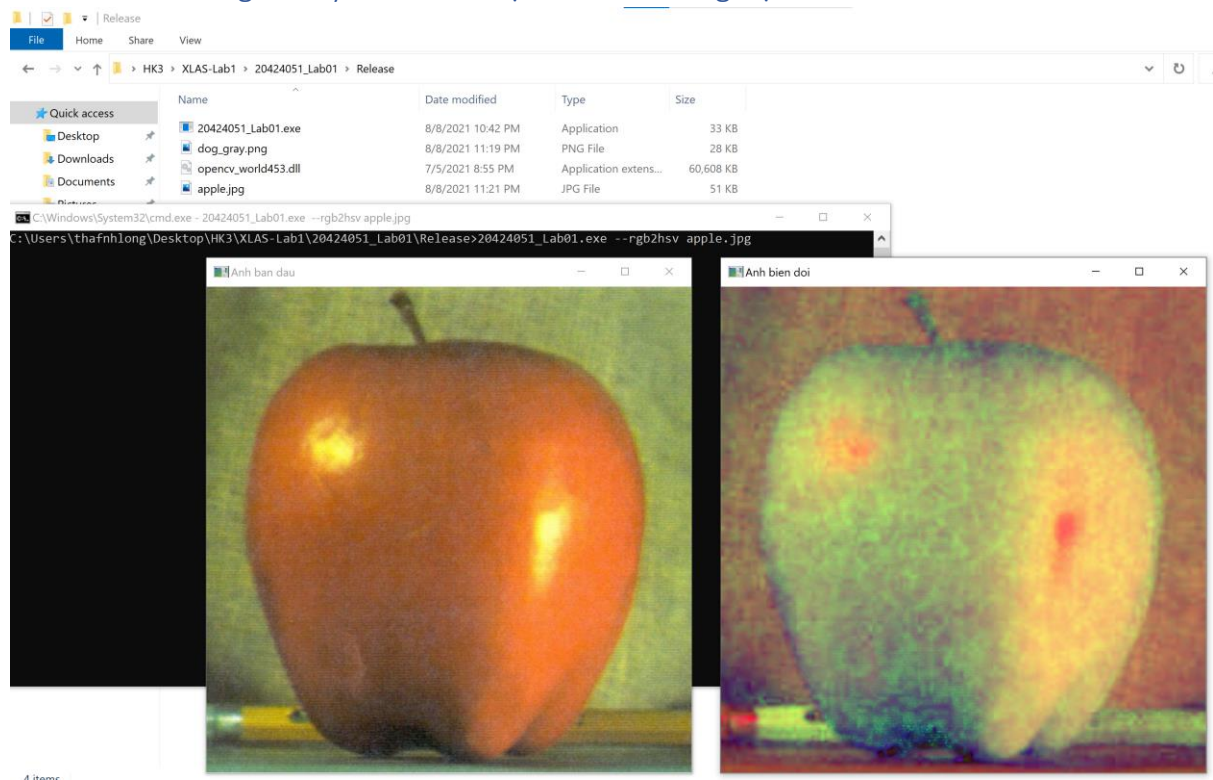 Release
File Home Share View
HK3 > XLAS-Lab1 > 20424051_Lab01 > Release
Name Date modified Type Size
Quick access
Desktop
Downloads
Documents
Pictures
20424051_Lab01.exe 8/8/2021 10:42 PM Application 33 KB
dog_gray.png 8/8/2021 11:19 PM PNG File 28 KB
opencv_world453.dll 7/5/2021 8:55 PM Application extens... 60,608 KB
apple.jpg 8/8/2021 11:21 PM JPG File 51 KB
C:\Windows\System32\cmd.exe - 20424051_Lab01.exe --rgb2hsv apple.jpg
C:\Users\thafnhlong\Desktop\HK3\XLAS-Lab1\20424051_Lab01\Release>20424051_Lab01.exe --rgb2hsv apple.jpg
Anh ban dau
Anh bien doi
4 items